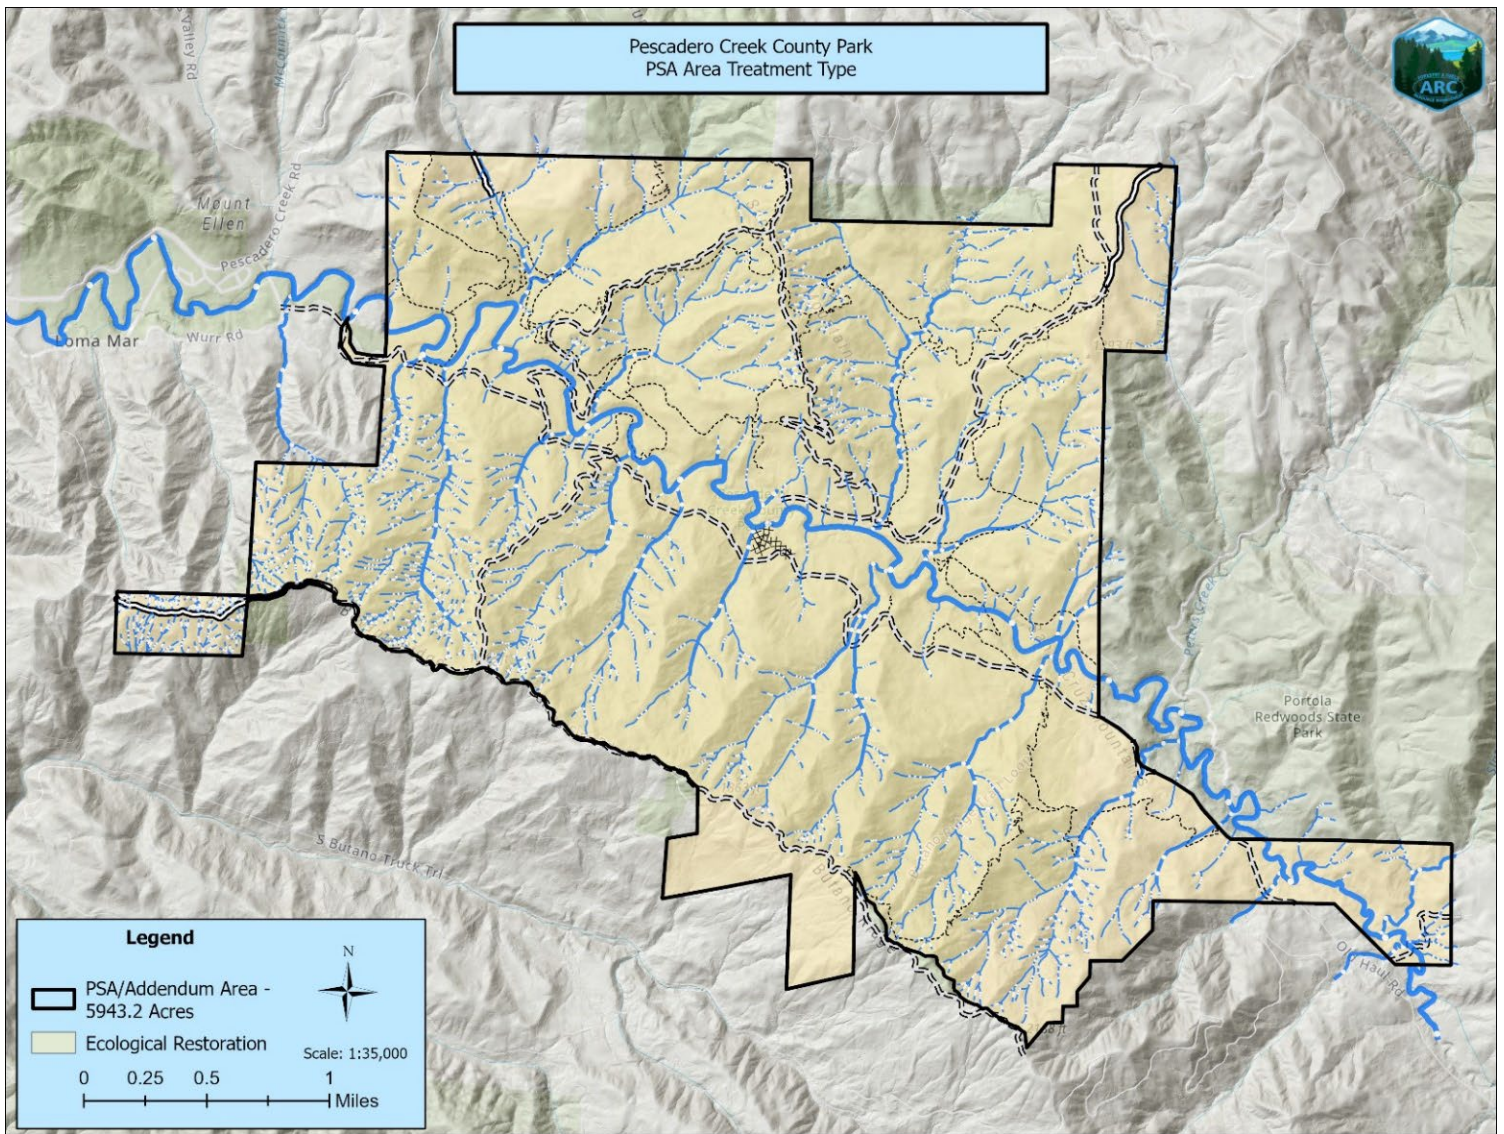 Pescadero Creek County Park
PSA Area Treatment Type
ARC
Mount
Ellen
Pescadero Creek Rd
Loma Mar
Wurr Rd
Portola
Redwoods State
Park
S Butano Truck Trl
Old Haul Rd
Legend
N
PSA/Addendum Area -
5943.2 Acres
Ecological Restoration
Scale: 1:35,000
0 0.25 0.5 1
Miles